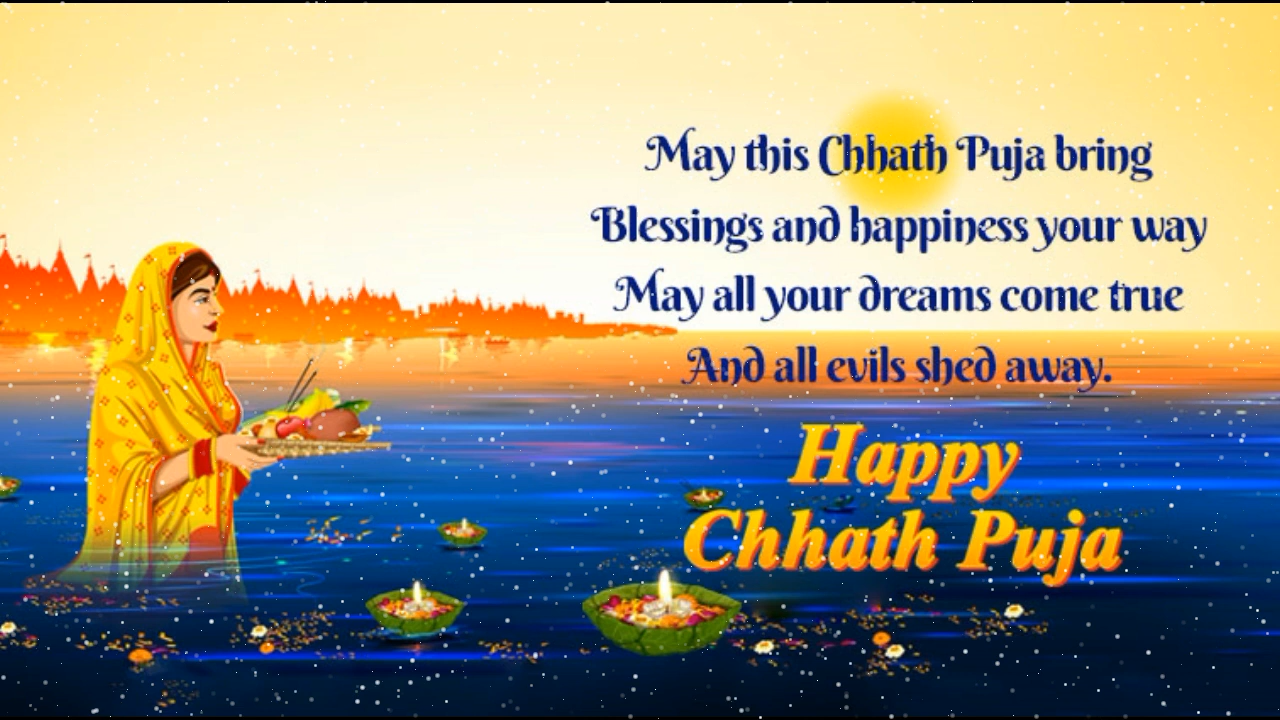 May this Chhath Puja bring
Blessings and happiness your way
May all your dreams come true
And all evils shed away.
Happy
Chhath Puja